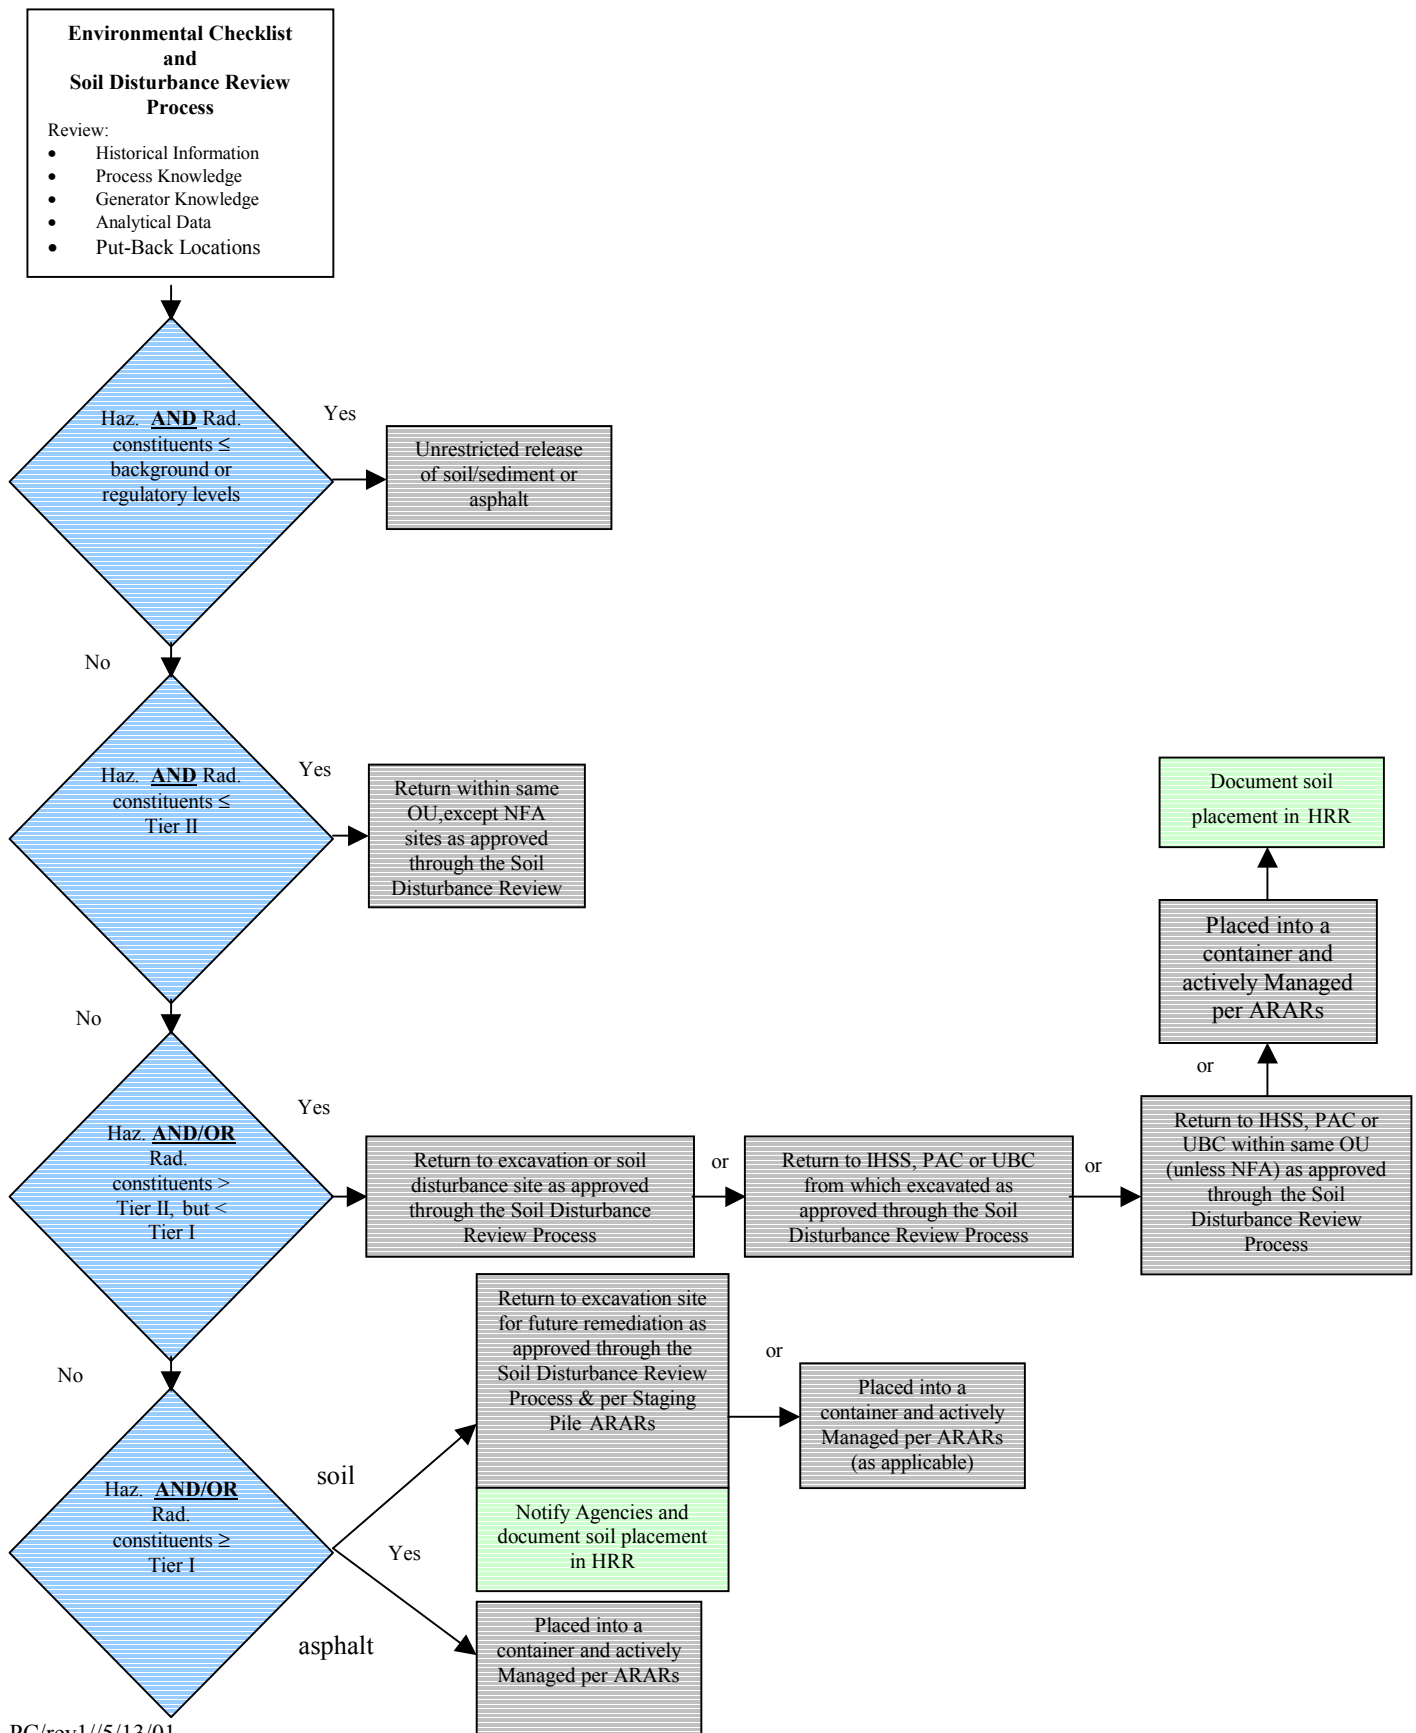 Environmental Checklist
and
Soil Disturbance Review
Process
Review:
• Historical Information
• Process Knowledge
• Generator Knowledge
• Analytical Data
• Put-Back Locations
Haz. AND Rad.
constituents ≤
background or
regulatory levels
Yes
Unrestricted release
of soil/sediment or
asphalt
No
Haz. AND Rad.
constituents ≤
Tier II
Yes
Return within same
OU,except NFA
sites as approved
through the Soil
Disturbance Review
No
Haz. AND/OR
Rad.
constituents >
Tier II, but <
Tier I
Yes
Return to excavation or soil
disturbance site as approved
through the Soil Disturbance
Review Process
or
Return to IHSS, PAC or UBC
from which excavated as
approved through the Soil
Disturbance Review Process
or
Return to IHSS, PAC or
UBC within same OU
(unless NFA) as approved
through the Soil
Disturbance Review
Process
or
Placed into a
container and
actively Managed
per ARARs
Document soil
placement in HRR
No
Haz. AND/OR
Rad.
constituents ≥
Tier I
Yes
soil
Return to excavation site
for future remediation as
approved through the
Soil Disturbance Review
Process & per Staging
Pile ARARs
Notify Agencies and
document soil placement
in HRR
or
Placed into a
container and actively
Managed per ARARs
(as applicable)
asphalt
Placed into a
container and actively
Managed per ARARs
PG/rev1//5/13/01